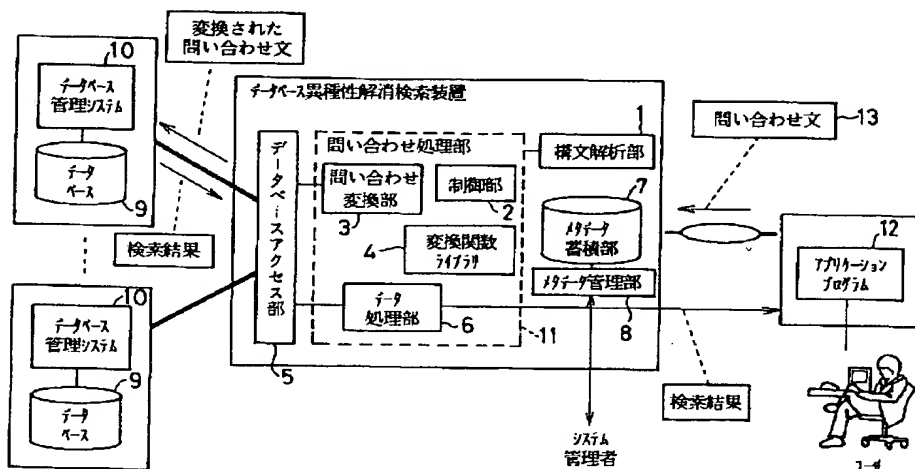 変換された
問い合わせ文
10
データベース
管理システム
データ
ベース
9
検索結果
10
データベース
管理システム
9
データ
ベース
データベース異種性解消検索装置
データベースアクセス部
5
問い合わせ処理部
問い合わせ
変換部
3
制御部
2
4
変換関数
ライブラリ
データ
処理部
6
11
1
構文解析部
7
メタデータ
蓄積部
メタデータ管理部
8
問い合わせ文
13
12
アプリケーション
プログラム
検索結果
システム
管理者
ユーザ